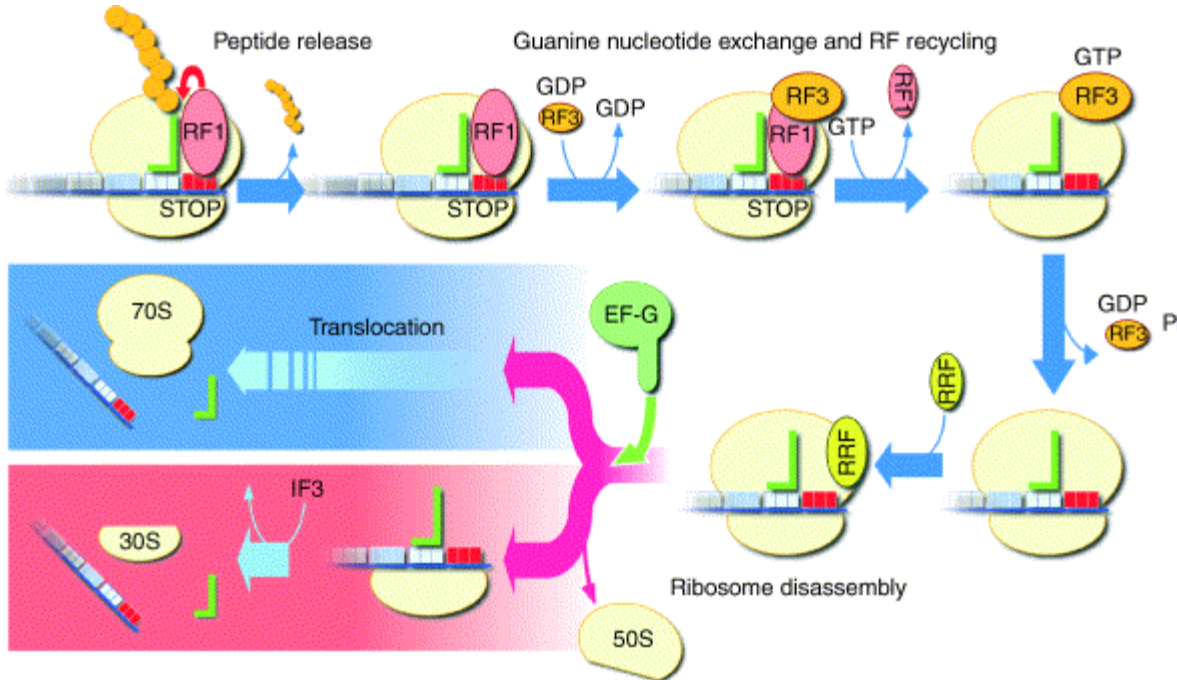 Peptide release
Guanine nucleotide exchange and RF recycling
RF1
STOP
RF1
GDP
RF3
GDP
RF3
RF1
STOP
GTP
RF1
GTP
RF3
GDP
RF3
P
RRF
RRF
Ribosome disassembly
EF-G
70S
Translocation
IF3
30S
50S